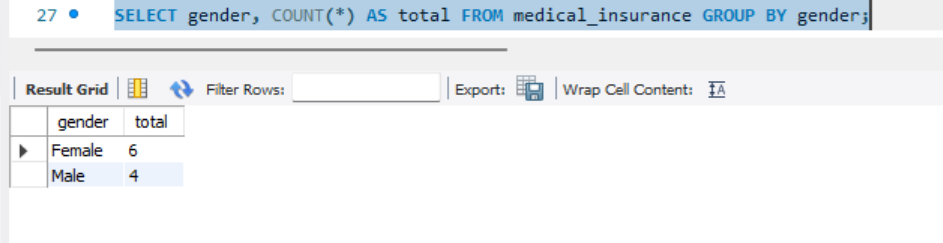 27 SELECT gender, COUNT(*) AS total FROM medical_insurance GROUP BY gender;
Result Grid Filter Rows: Export: Wrap Cell Content: IA
gender total
Female 6
Male 4